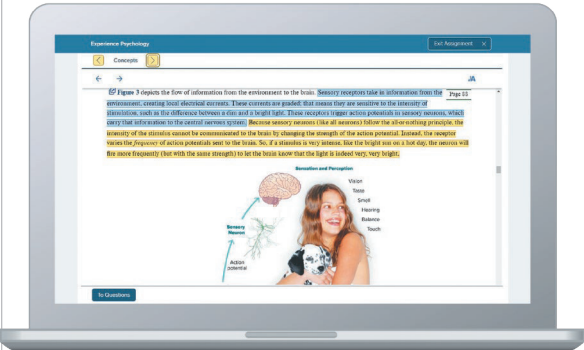 Experience Psychology
Exit Assignment X
< Concepts >
← → AA
Figure 3 depicts the flow of information from the environment to the brain. Sensory receptors take in information from the
Page 83
environment, creating local electrical currents. These currents are graded; that means they are sensitive to the intensity of
stimulation, such as the difference between a dim and a bright light. These receptors trigger action potentials in sensory neurons, which
carry that information to the central nervous system. Because sensory neurons (like all neurons) follow the all-or-nothing principle, the
intensity of the stimulus cannot be communicated to the brain by changing the strength of the action potential. Instead, the receptor
varies the frequency of action potentials sent to the brain. So, if a stimulus is very intense, like the bright sun on a hot day, the neuron will
fire more frequently (but with the same strength) to let the brain know that the light is indeed very, very bright.
Sensation and Perception
Vision
Taste
Smell
Hearing
Balance
Touch
Sensory
Neuron
Action
potential
To Questions